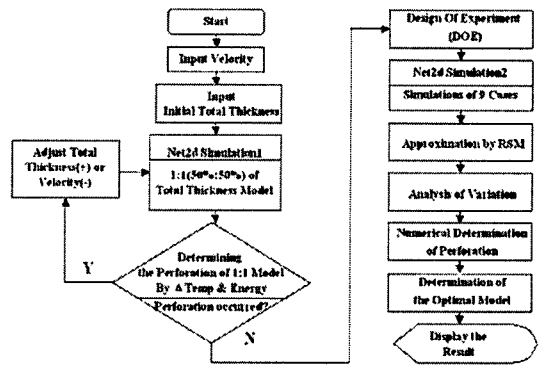 Start
Input Velocity
Input
Initial Total Thickness
Net2d Simulation1
1:1(50%:50%) of
Total Thickness Model
Adjust Total
Thickness(+) or
Velocity(-)
Determining
the Perforation of 1:1 Model
By Δ Temp & Energy
Perforation occurred?
Y
N
Design Of Experiment
(DOE)
Net2d Simulation2
Simulations of 9 Cases
Approximation by RSM
Analysis of Variation
Numerical Determination
of Perforation
Determination of
the Optimal Model
Display the
Result